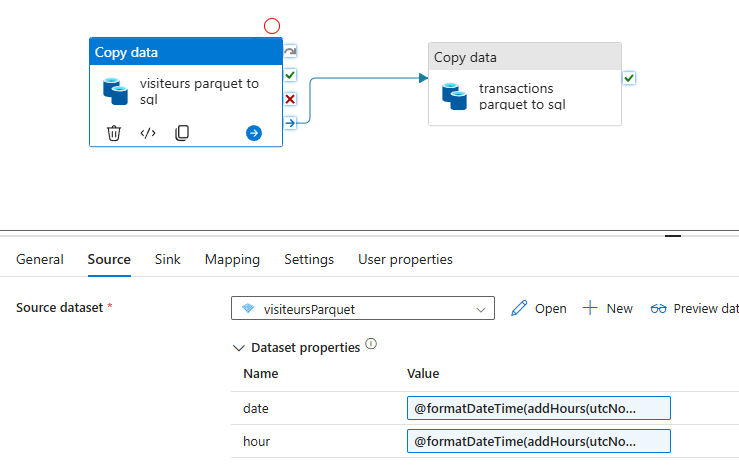 Copy data
visiteurs parquet to
sql
Copy data
transactions
parquet to sql
General Source Sink Mapping Settings User properties
Source dataset * visiteursParquet Open New Preview dat
Dataset properties
Name Value
date @formatDateTime(addHours(utcNo...
hour @formatDateTime(addHours(utcNo...